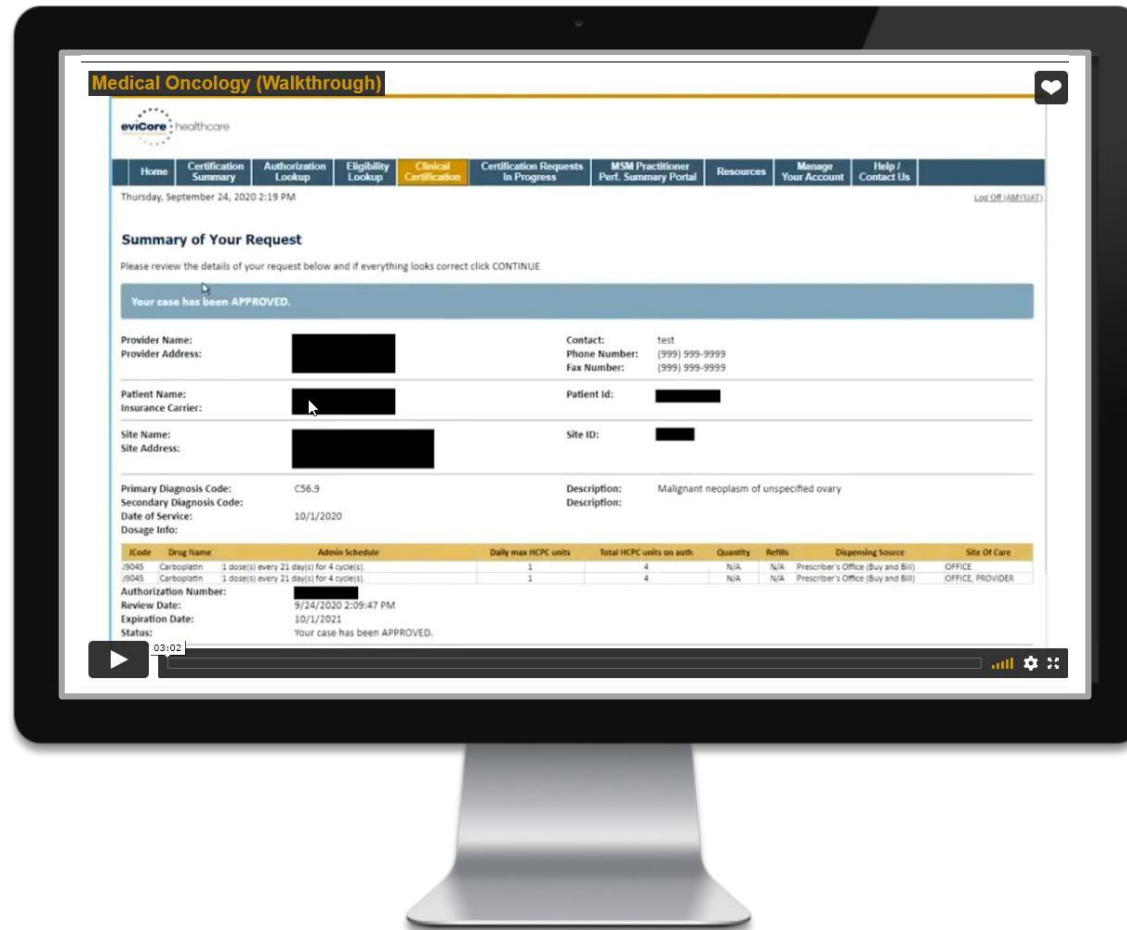 Medical Oncology (Walkthrough)
eviCore healthcare
Home Certification Summary Authorization Lookup Eligibility Lookup Clinical Certification Certification Requests In Progress MSM Practitioner Perf. Summary Portal Resources Manage Your Account Help / Contact Us
Thursday, September 24, 2020 2:19 PM Log Off (AMYUAT)
Summary of Your Request
Please review the details of your request below and if everything looks correct click CONTINUE
Your case has been APPROVED.
Provider Name: Contact: test
Provider Address: Phone Number: (999) 999-9999
Fax Number: (999) 999-9999
Patient Name: Patient Id:
Insurance Carrier:
Site Name: Site ID:
Site Address:
Primary Diagnosis Code: C56.9 Description: Malignant neoplasm of unspecified ovary
Secondary Diagnosis Code: Description:
Date of Service: 10/1/2020
Dosage Info:
JCode Drug Name Admin Schedule Daily max HCPC units Total HCPC units on auth Quantity Refills Dispensing Source Site Of Care
J9045 Carboplatin 1 dose(s) every 21 day(s) for 4 cycle(s). 1 4 N/A N/A Prescriber's Office (Buy and Bill) OFFICE
J9045 Carboplatin 1 dose(s) every 21 day(s) for 4 cycle(s). 1 4 N/A N/A Prescriber's Office (Buy and Bill) OFFICE, PROVIDER
Authorization Number:
Review Date: 9/24/2020 2:09:47 PM
Expiration Date: 10/1/2021
Status: Your case has been APPROVED.
03:02